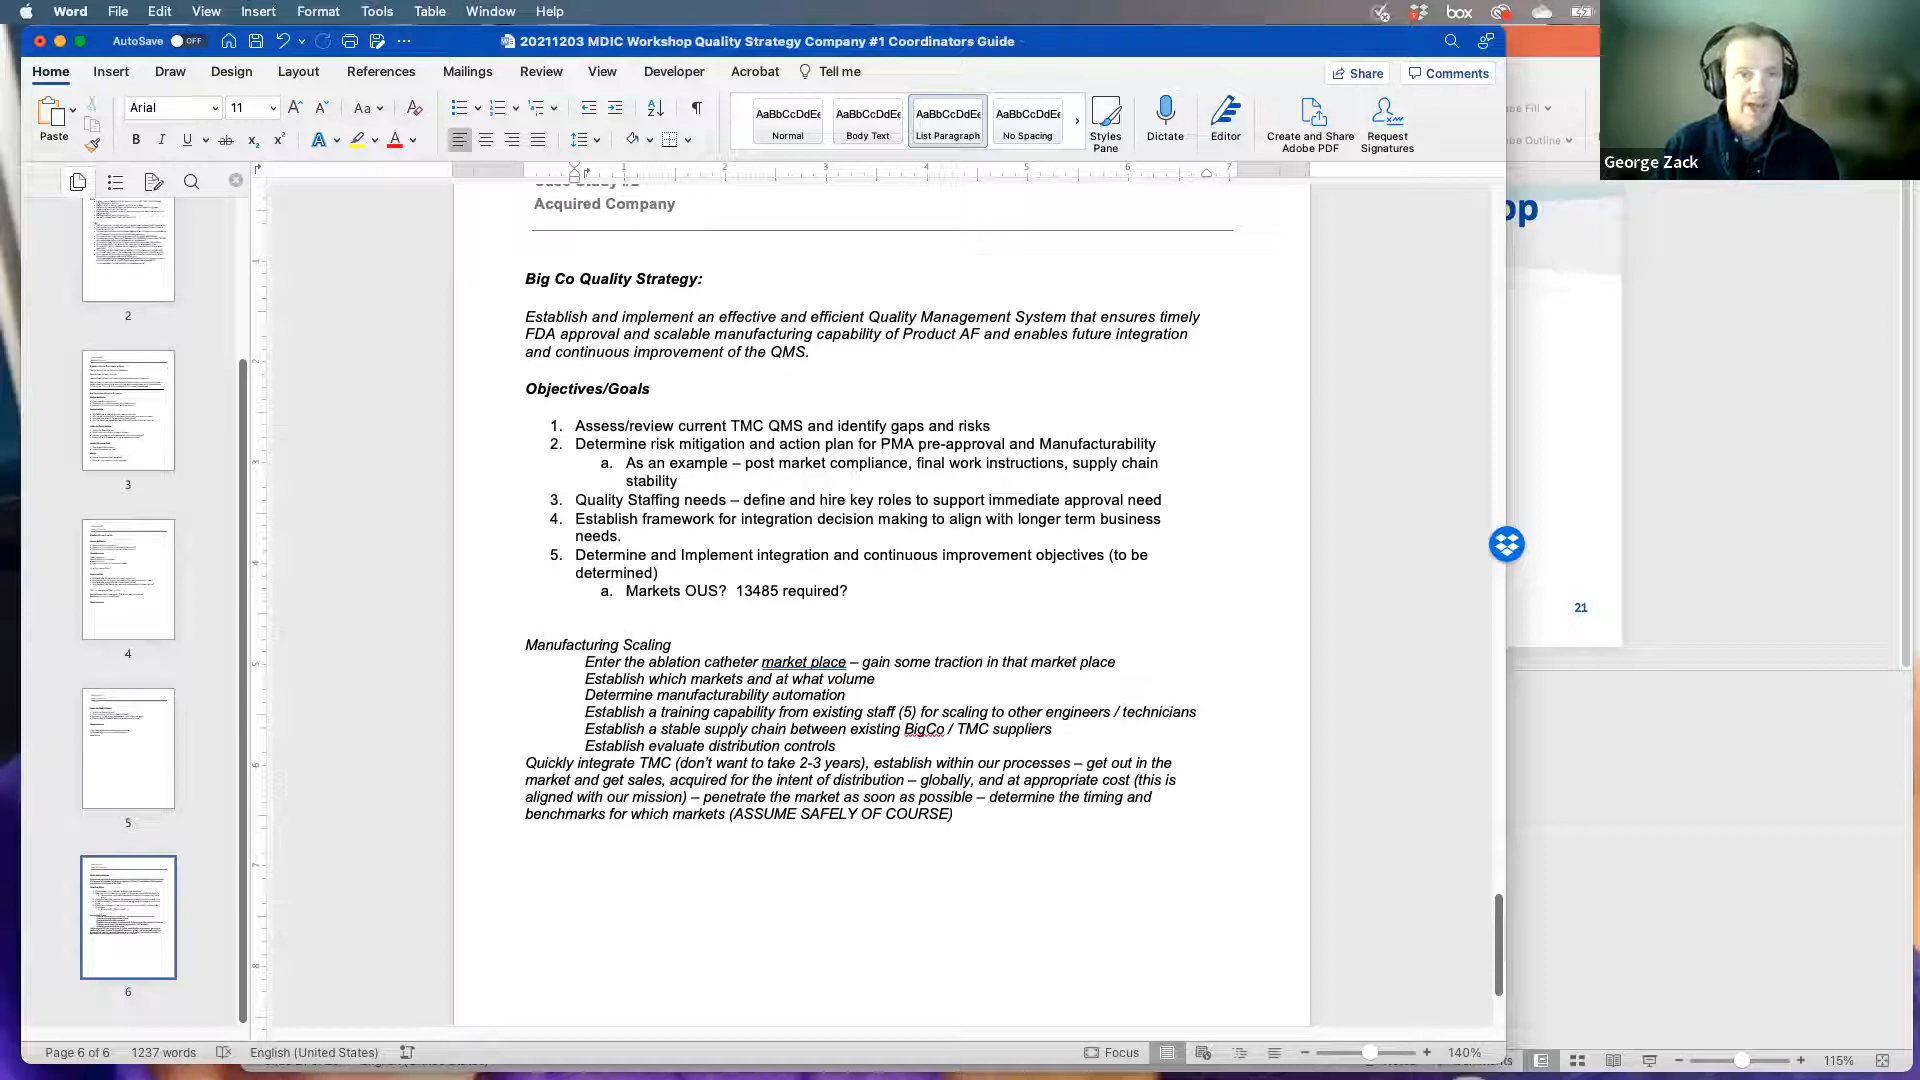 Word File Edit View Insert Format Tools Table Window Help
box
AutoSave OFF
20211203 MDIC Workshop Quality Strategy Company #1 Coordinators Guide
Home Insert Draw Design Layout References Mailings Review View Developer Acrobat Tell me
Share Comments
Paste
Arial 11
AaBbCcDdEe AaBbCcDdEe AaBbCcDdEe AaBbCcDdEe
Normal Body Text List Paragraph No Spacing
Styles Pane
Dictate
Editor
Create and Share Adobe PDF
Request Signatures
George Zack
Acquired Company
Big Co Quality Strategy:
Establish and implement an effective and efficient Quality Management System that ensures timely
FDA approval and scalable manufacturing capability of Product AF and enables future integration
and continuous improvement of the QMS.
Objectives/Goals
1. Assess/review current TMC QMS and identify gaps and risks
2. Determine risk mitigation and action plan for PMA pre-approval and Manufacturability
a. As an example – post market compliance, final work instructions, supply chain
stability
3. Quality Staffing needs – define and hire key roles to support immediate approval need
4. Establish framework for integration decision making to align with longer term business
needs.
5. Determine and Implement integration and continuous improvement objectives (to be
determined)
a. Markets OUS? 13485 required?
Manufacturing Scaling
Enter the ablation catheter market place – gain some traction in that market place
Establish which markets and at what volume
Determine manufacturability automation
Establish a training capability from existing staff (5) for scaling to other engineers / technicians
Establish a stable supply chain between existing BigCo / TMC suppliers
Establish evaluate distribution controls
Quickly integrate TMC (don't want to take 2-3 years), establish within our processes – get out in the
market and get sales, acquired for the intent of distribution – globally, and at appropriate cost (this is
aligned with our mission) – penetrate the market as soon as possible – determine the timing and
benchmarks for which markets (ASSUME SAFELY OF COURSE)
2
3
4
5
6
21
Page 6 of 6 1237 words English (United States) Focus 140%
115%